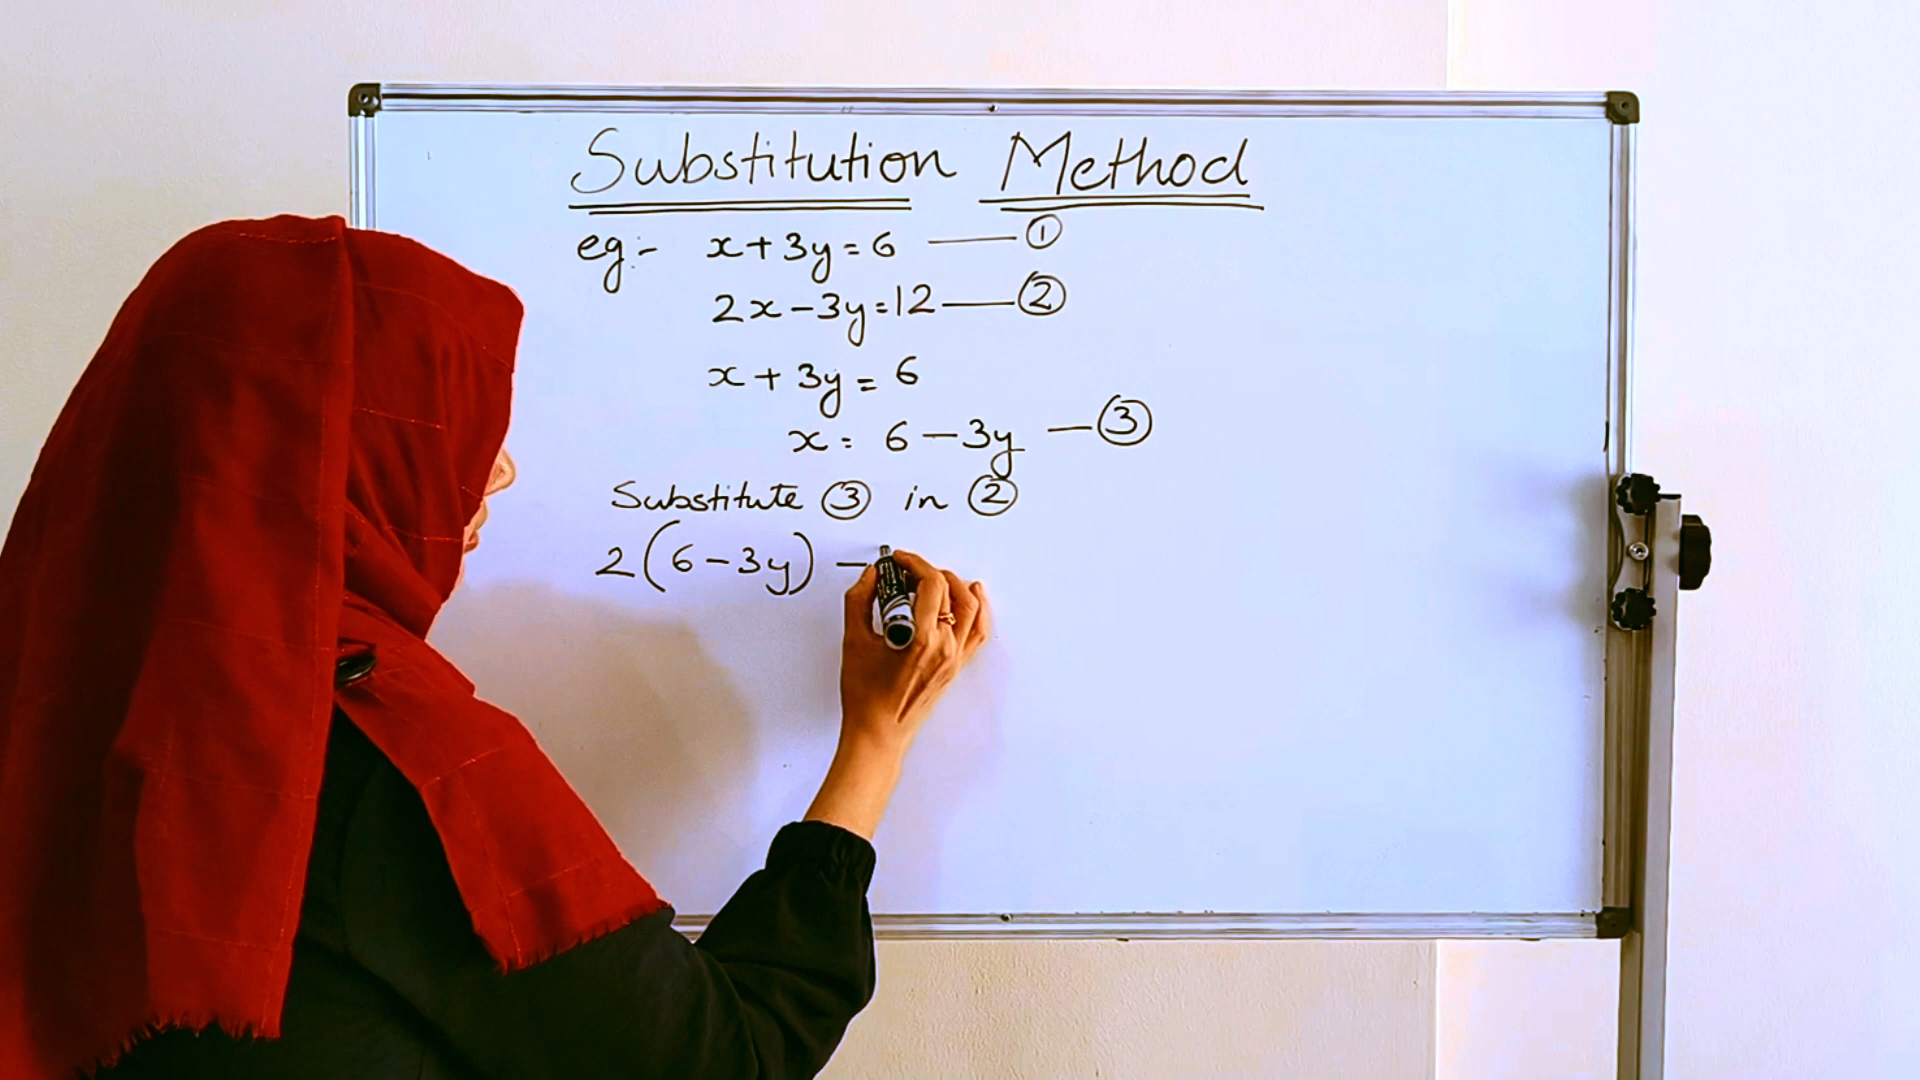 Substitution Method
eg:- x+3y=6 —— ①
2x-3y=12 —— ②
x+3y=6
x = 6-3y — ③
Substitute ③ in ②
2(6-3y) -